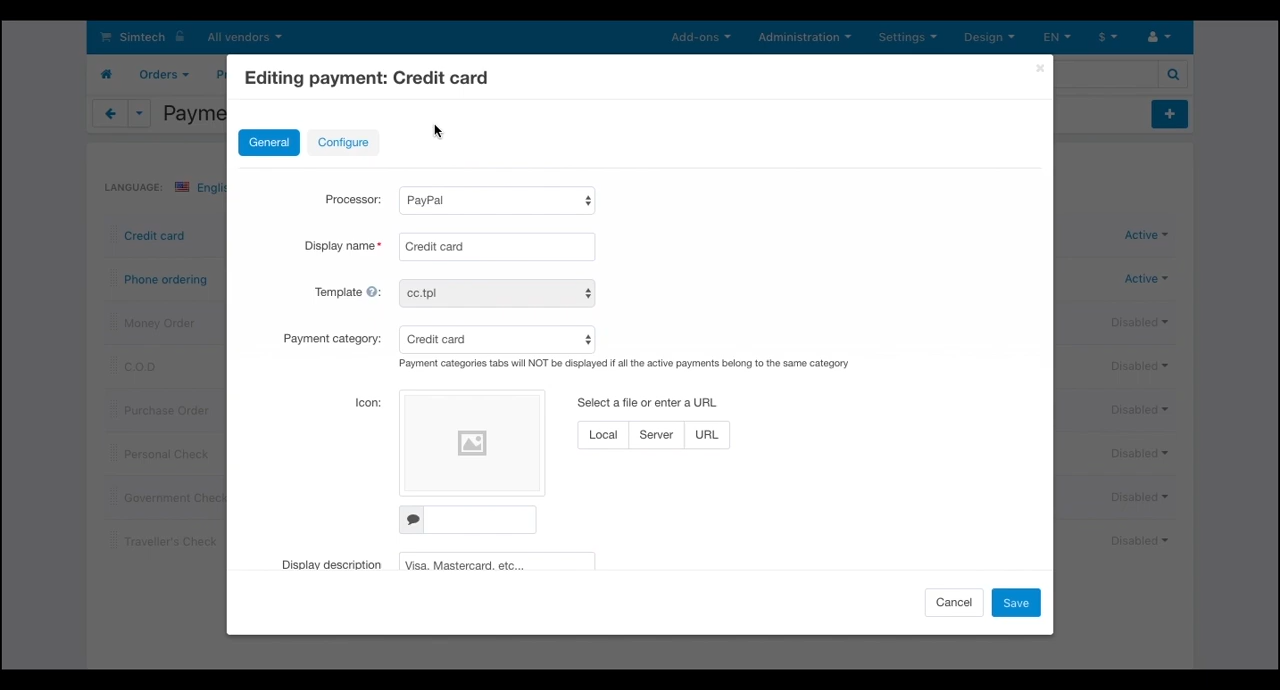 Simtech All vendors Add-ons Administration Settings Design EN $
Editing payment: Credit card ×
Orders
Payme
General Configure
LANGUAGE: Englis
Processor: PayPal
Credit card Active
Display name* Credit card
Phone ordering Active
Template ?: cc.tpl
Money Order Disabled
Payment category: Credit card
Payment categories tabs will NOT be displayed if all the active payments belong to the same category
C.O.D Disabled
Icon: Select a file or enter a URL
Purchase Order Disabled
Local Server URL
Personal Check Disabled
Government Check Disabled
Traveller's Check Disabled
Display description Visa, Mastercard, etc...
Cancel Save